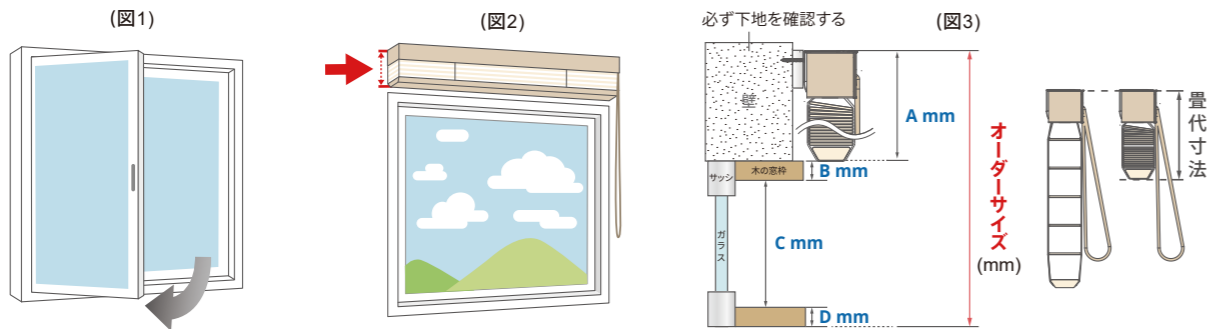 (図1)
(図2)
必ず下地を確認する
(図3)
壁
A mm
B mm
サッシ
木の窓枠
ガラス
C mm
D mm
オーダーサイズ
(mm)
畳代寸法